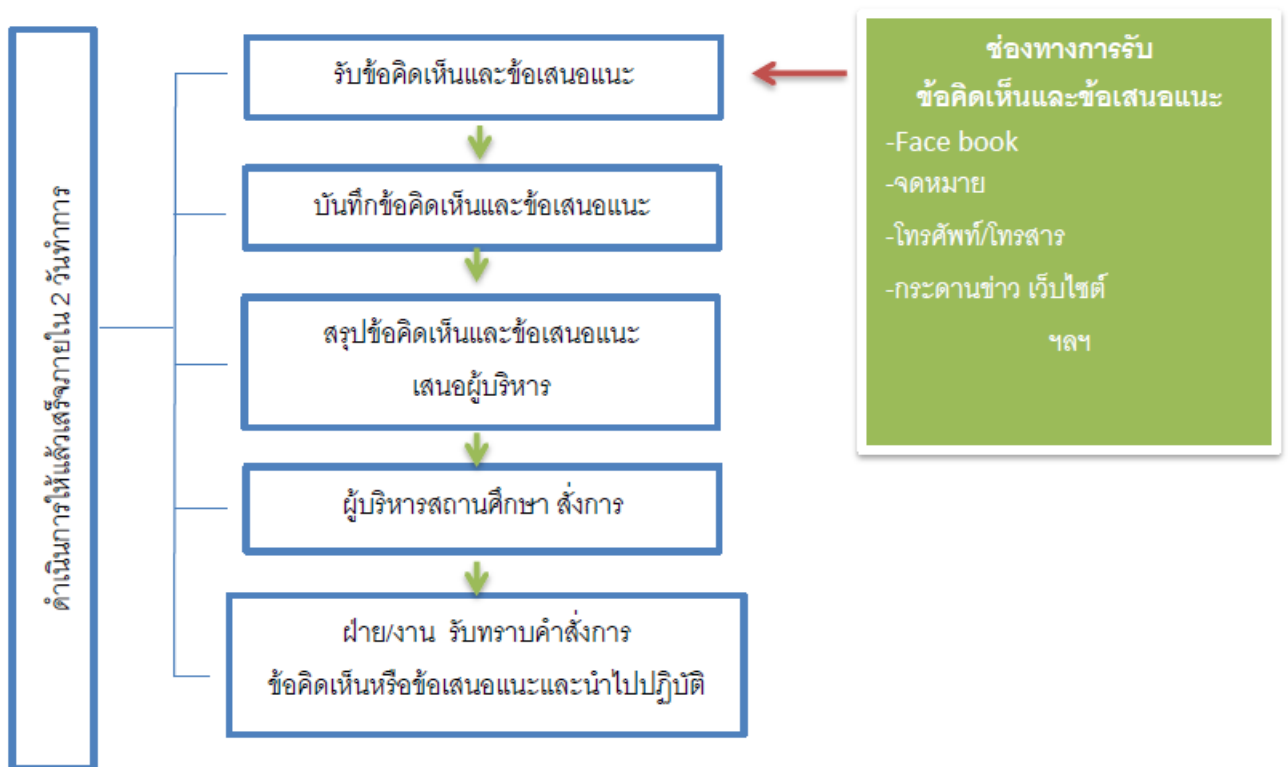 ดำเนินการให้แล้วเสร็จภายใน 2 วันทำการ
รับข้อคิดเห็นและข้อเสนอแนะ
บันทึกข้อคิดเห็นและข้อเสนอแนะ
สรุปข้อคิดเห็นและข้อเสนอแนะ
เสนอผู้บริหาร
ผู้บริหารสถานศึกษา สั่งการ
ฝ่าย/งาน รับทราบคำสั่งการ
ข้อคิดเห็นหรือข้อเสนอแนะและนำไปปฏิบัติ
ช่องทางการรับ
ข้อคิดเห็นและข้อเสนอแนะ
-Face book
-จดหมาย
-โทรศัพท์/โทรสาร
-กระดานข่าว เว็บไซต์
ฯลฯ